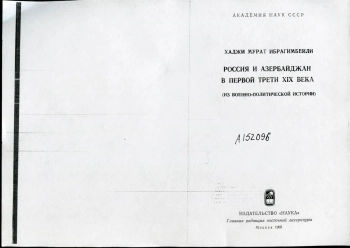 АКАДЕМИЯ НАУК СССР
ХАДЖИ МУРАТ ИБРАГИМБЕЙЛИ
РОССИЯ И АЗЕРБАЙДЖАН
В ПЕРВОЙ ТРЕТИ XIX ВЕКА
(ИЗ ВОЕННО-ПОЛИТИЧЕСКОЙ ИСТОРИИ)
А152096
ИЗДАТЕЛЬСТВО «НАУКА»
Главная редакция восточной литературы
Москва